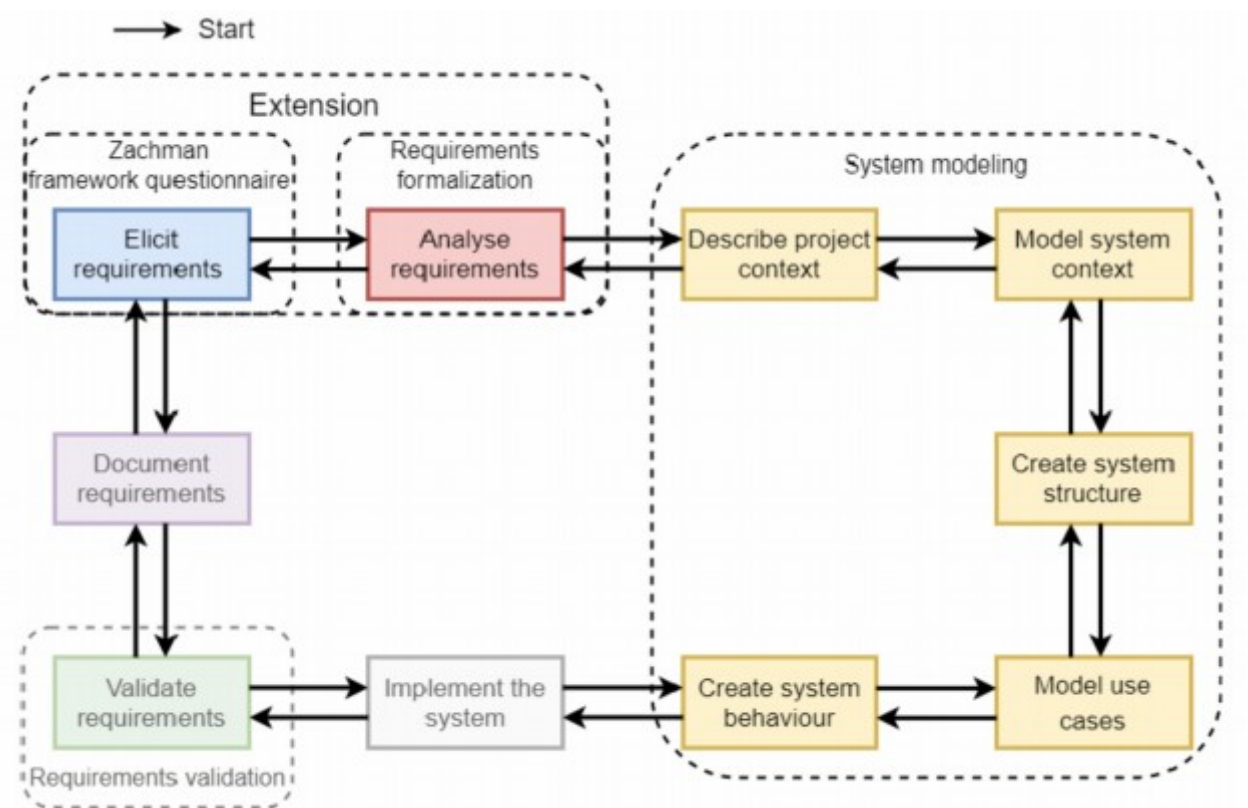 Start
Extension
Zachman
framework questionnaire
Requirements
formalization
System modeling
Elicit
requirements
Analyse
requirements
Describe project
context
Model system
context
Document
requirements
Create system
structure
Validate
requirements
Implement the
system
Create system
behaviour
Model use
cases
Requirements validation